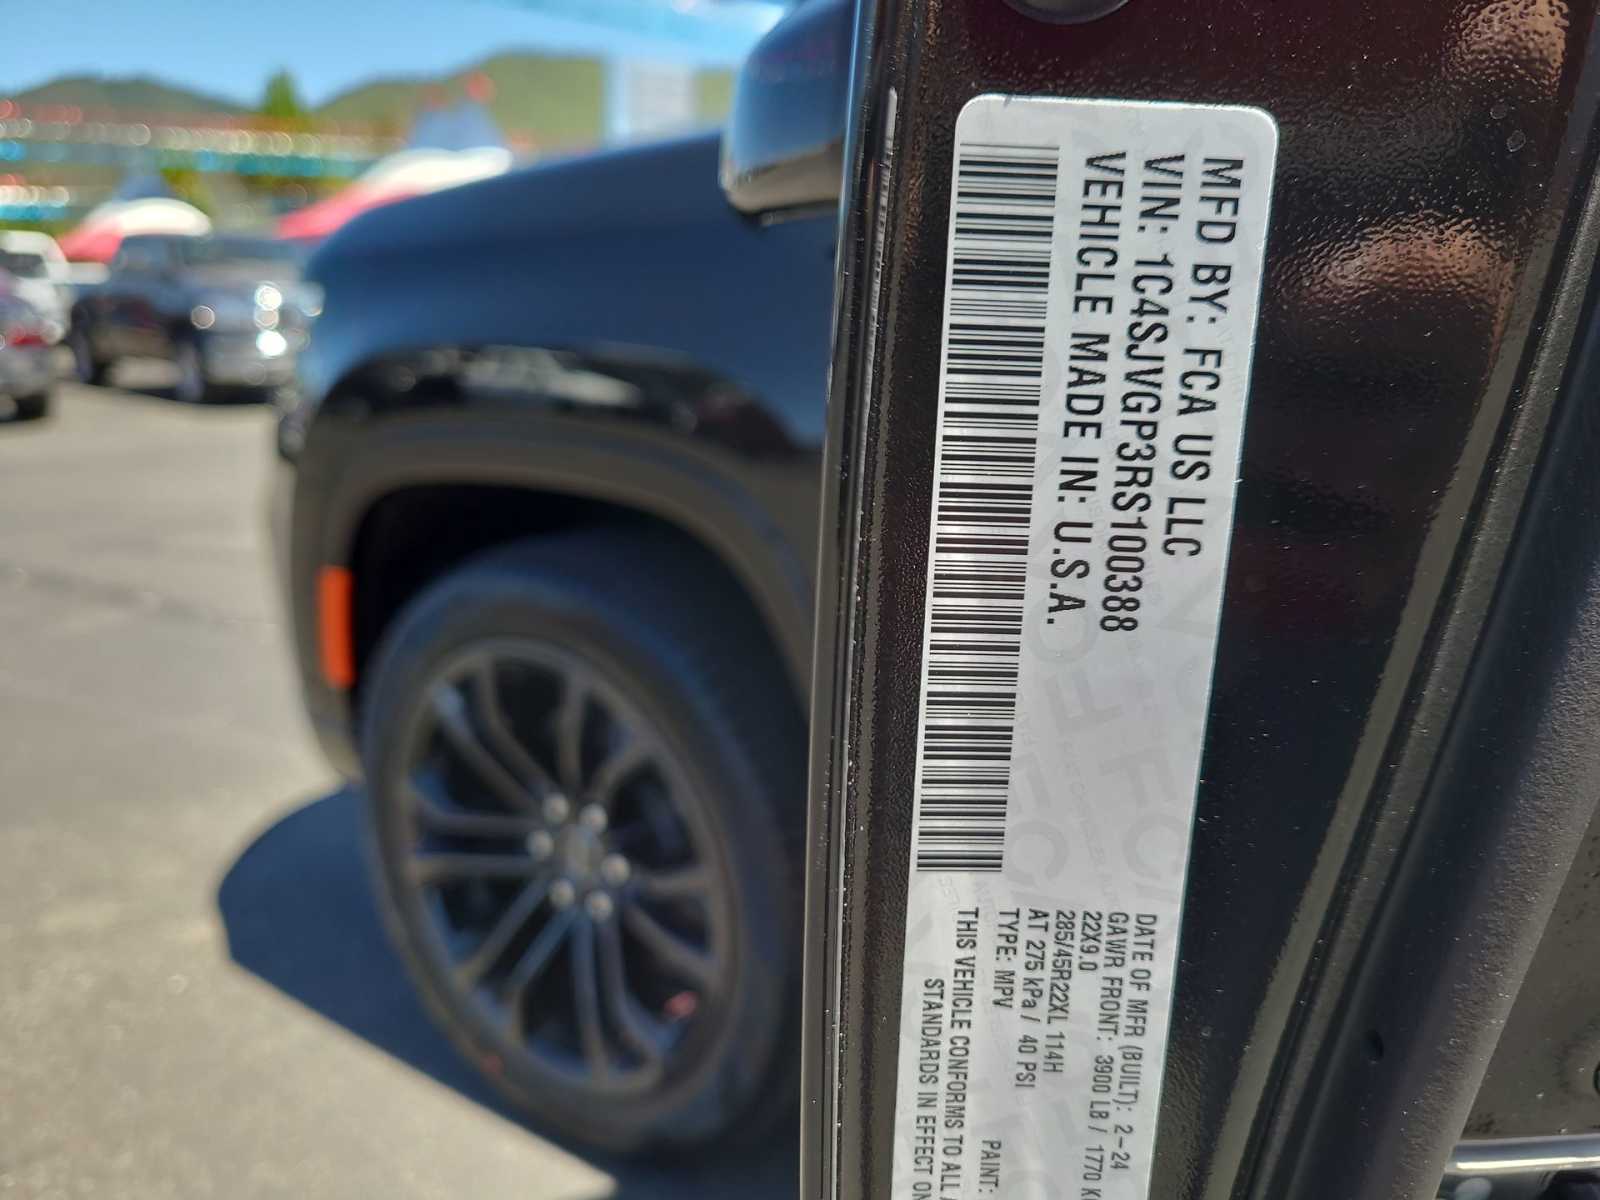 MFD BY: FCA US LLC
VIN: 1C4SJVGP3RS100388
VEHICLE MADE IN: U.S.A.
DATE OF MFR (BUILT): 2-24
GAWR FRONT: 3900 LB / 1770 K
22X9.0
285/45R22XL 114H
AT 275 kPa / 40 PSI
TYPE: MPV PAINT:
THIS VEHICLE CONFORMS TO ALL
STANDARDS IN EFFECT ON